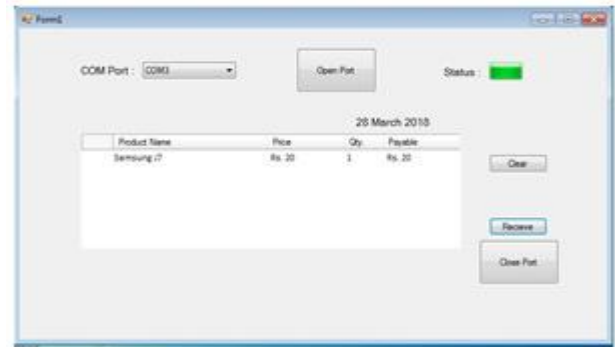 Form1
COM Port : COM3 Open Port Status :
28 March 2018
Product Name Price Qty. Payable
Samsung J7 Rs. 20 1 Rs. 20
Clear
Recieve
Close Port